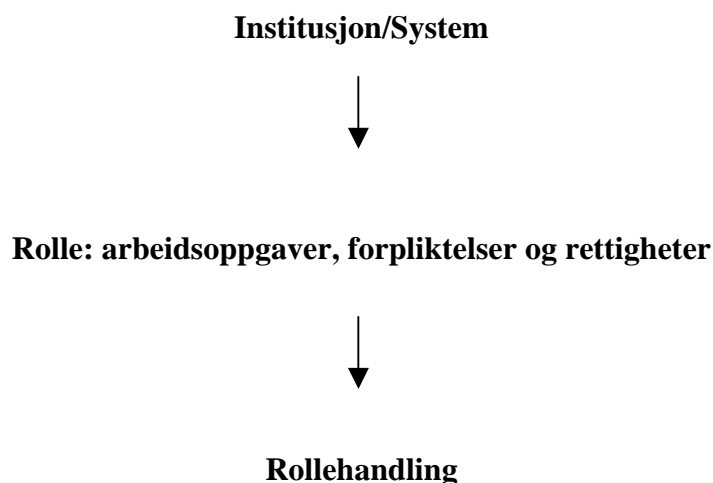 Institusjon/System
Rolle: arbeidsoppgaver, forpliktelser og rettigheter
Rollehandling